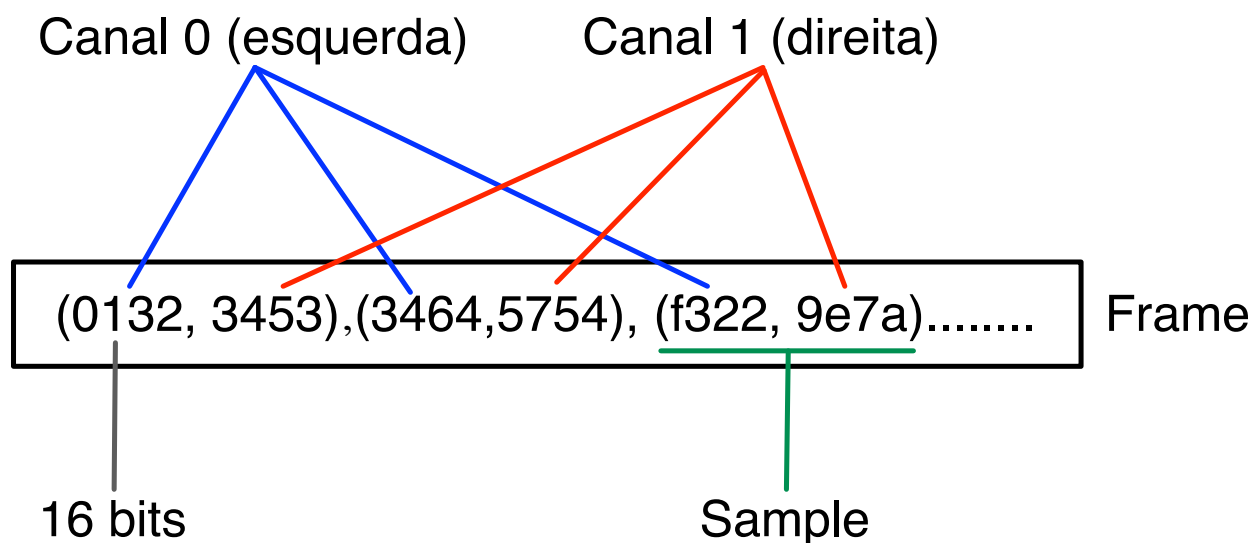 Canal 0 (esquerda) Canal 1 (direita)
(0132, 3453),(3464,5754), (f322, 9e7a)........ Frame
16 bits Sample